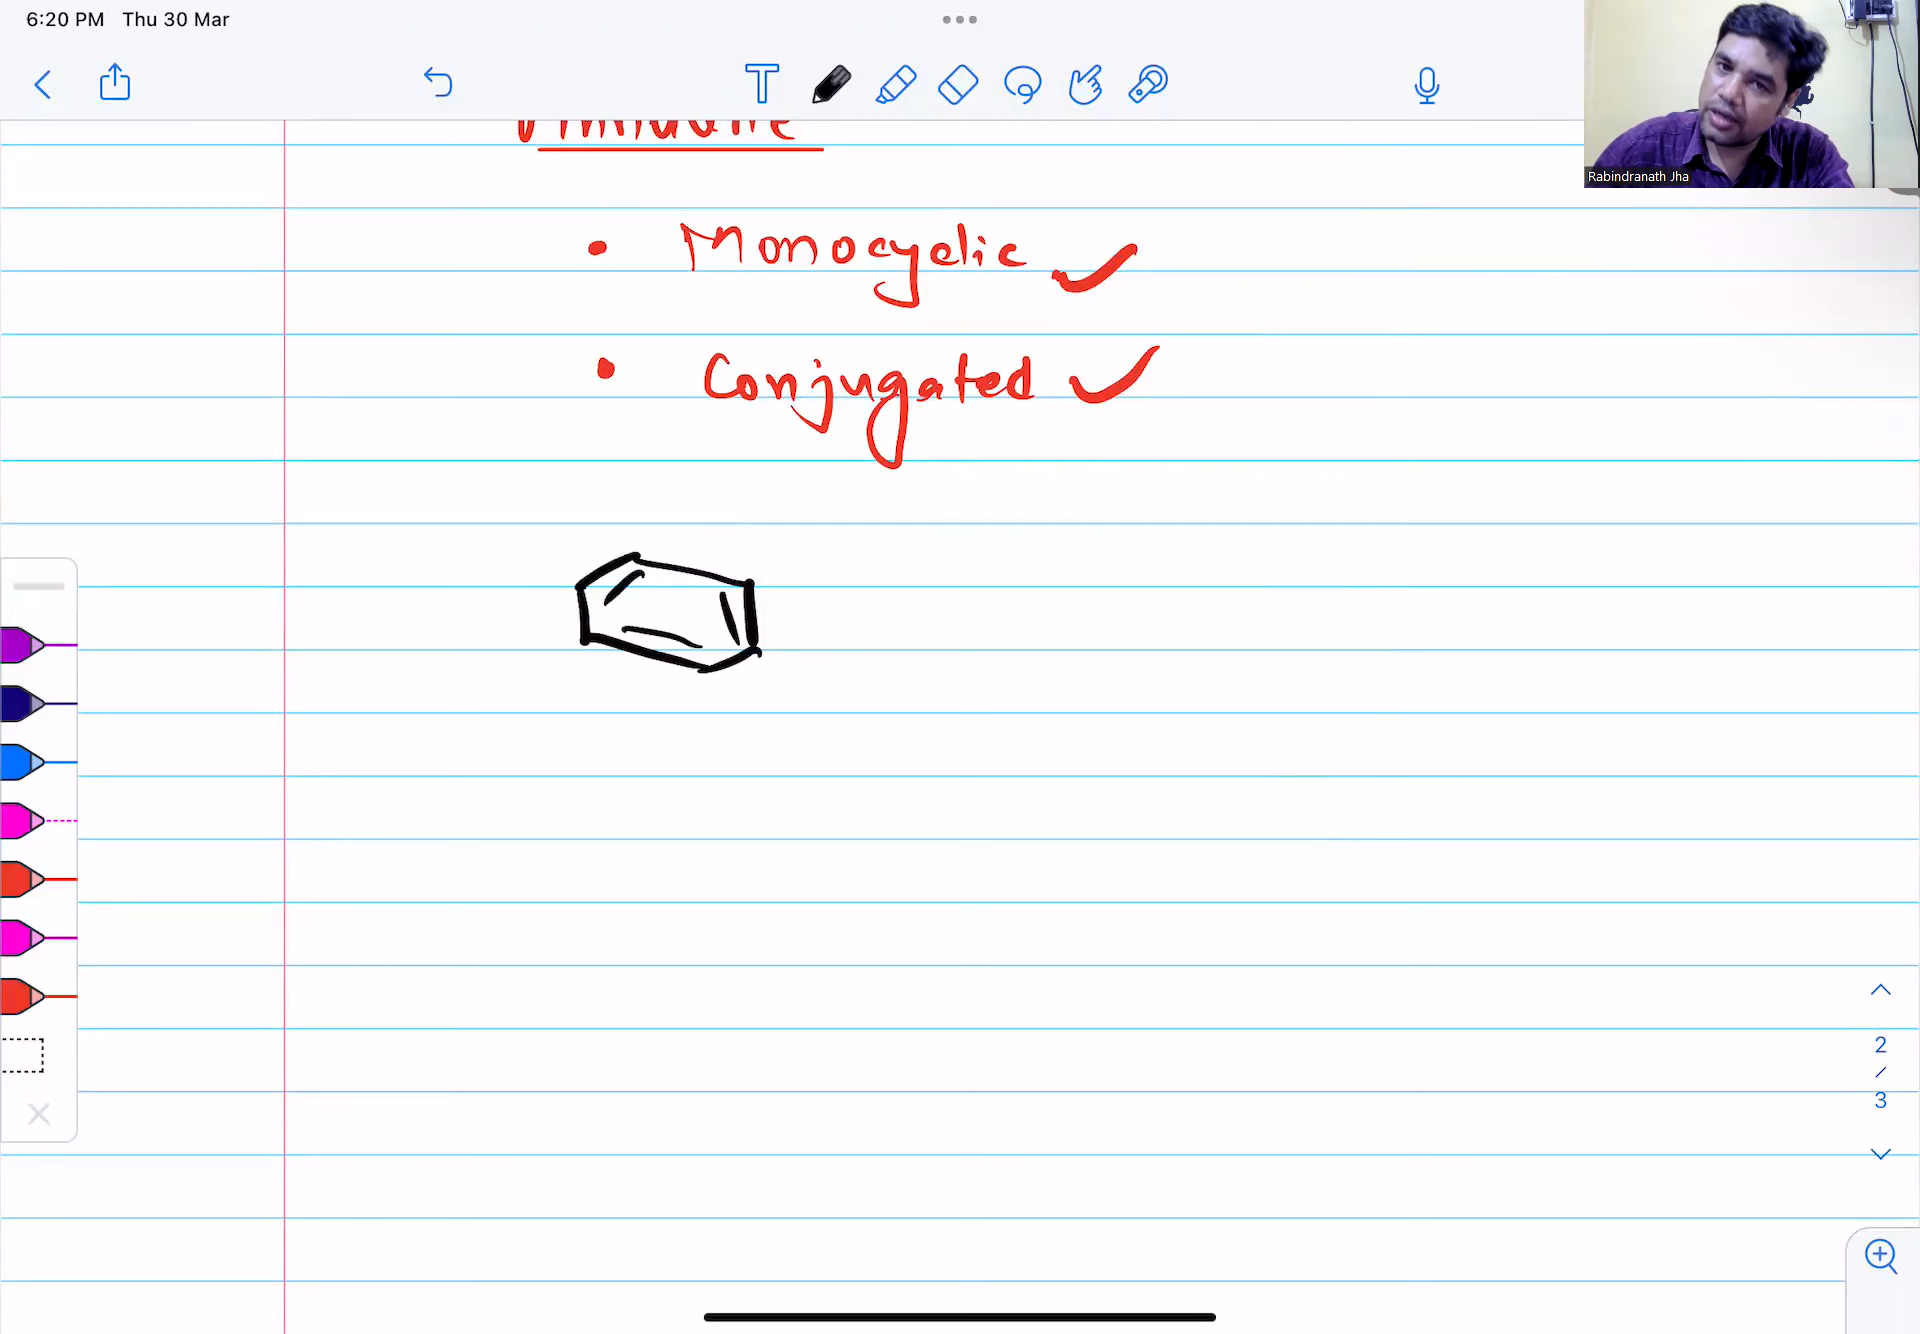 6:20 PM Thu 30 Mar
T
Rabindranath Jha
• Monocyclic
• Conjugated
2
/
3